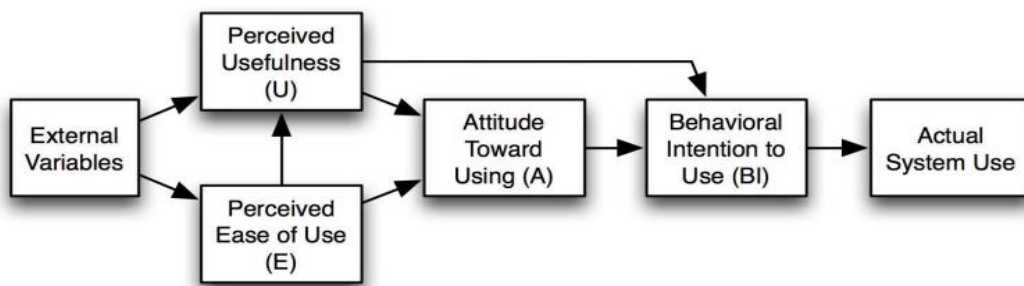 External
Variables
Perceived
Usefulness
(U)
Perceived
Ease of Use
(E)
Attitude
Toward
Using (A)
Behavioral
Intention to
Use (BI)
Actual
System Use